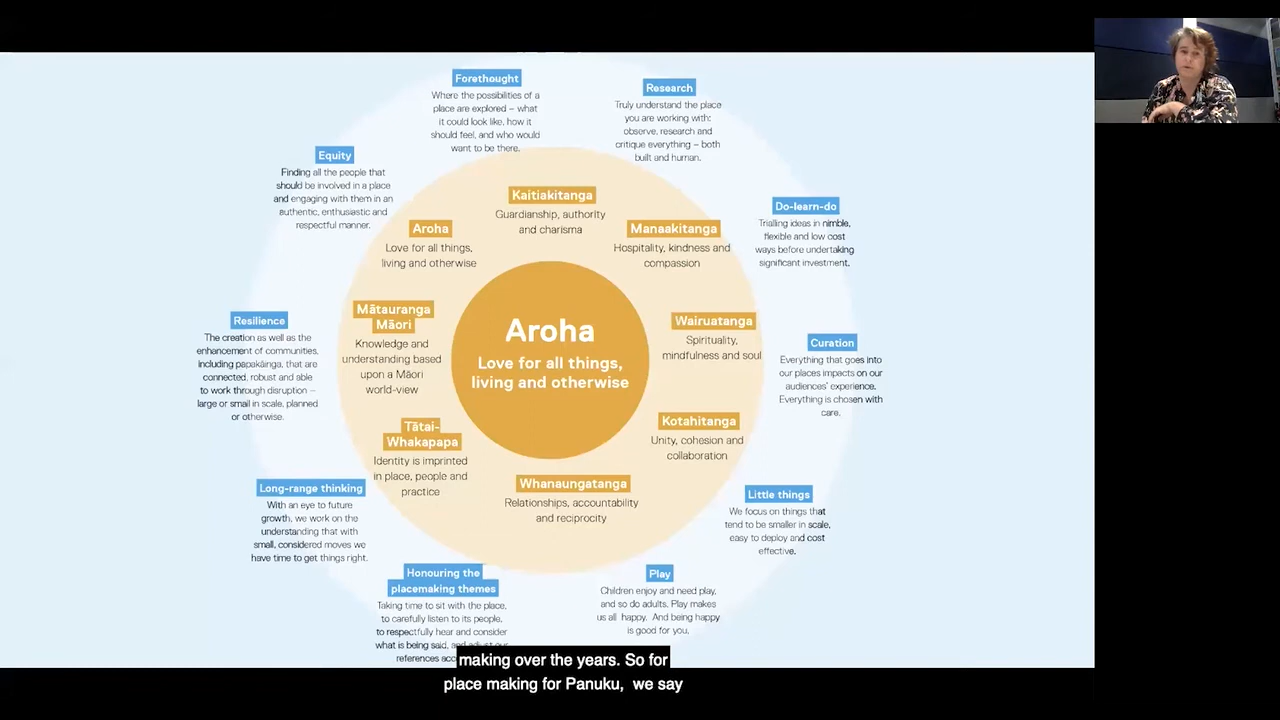 Forethought
Where the possibilities of a
place are explored – what
it could look like, how it
should feel, and who would
want to be there.
Research
Truly understand the place
you are working with:
observe, research and
critique everything – both
built and human.
Equity
Finding all the people that
should be involved in a place
and engaging with them in an
authentic, enthusiastic and
respectful manner.
Kaitiakitanga
Guardianship, authority
and charisma
Aroha
Love for all things,
living and otherwise
Manaakitanga
Hospitality, kindness and
compassion
Do-learn-do
Trialling ideas in nimble,
flexible and low cost
ways before undertaking
significant investment.
Resilience
The creation as well as the
enhancement of communities,
including papakāinga, that are
connected, robust and able
to work through disruption –
large or small in scale, planned
or otherwise.
Mātauranga
Māori
Knowledge and
understanding based
upon a Māori
world-view
Aroha
Love for all things,
living and otherwise
Wairuatanga
Spirituality,
mindfulness and soul
Curation
Everything that goes into
our places impacts on our
audiences' experience.
Everything is chosen with
care.
Tātai-
Whakapapa
Identity is imprinted
in place, people and
practice
Kotahitanga
Unity, cohesion and
collaboration
Whanaungatanga
Relationships, accountability
and reciprocity
Long-range thinking
With an eye to future
growth, we work on the
understanding that with
small, considered moves we
have time to get things right.
Little things
We focus on things that
tend to be smaller in scale,
easy to deploy and cost
effective.
Honouring the
placemaking themes
Taking time to sit with the place,
to carefully listen to its people,
to respectfully hear and consider
what is being said, and adjust our
references
Play
Children enjoy and need play,
and so do adults. Play makes
us all happy. And being happy
is good for you.
making over the years. So for
place making for Panuku, we say